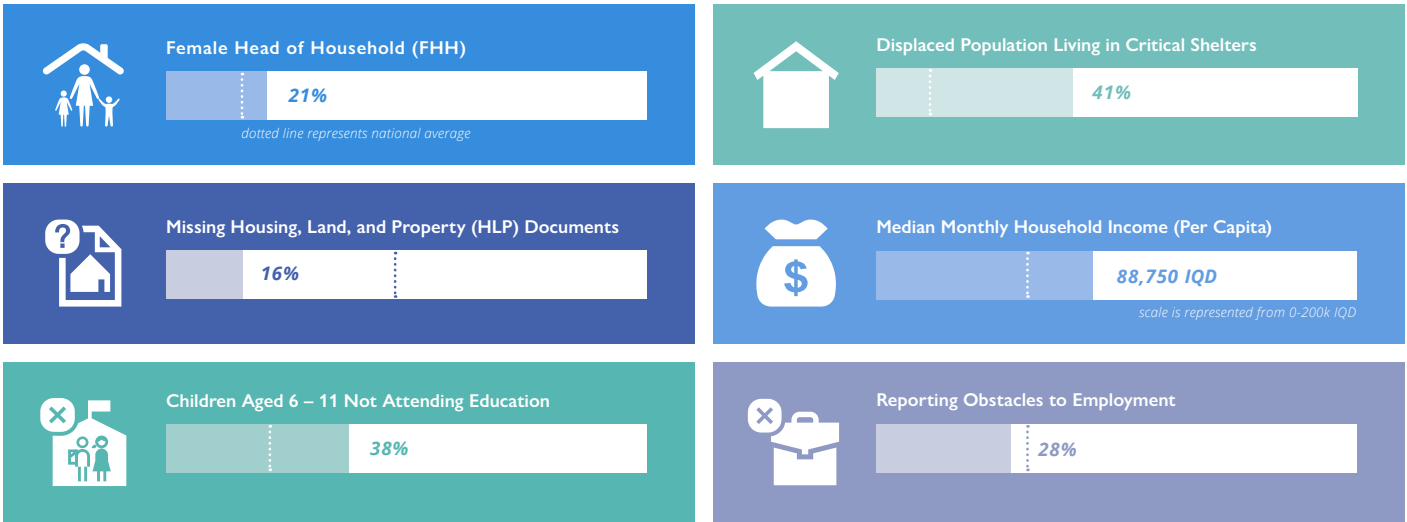 Female Head of Household (FHH)
21%
dotted line represents national average
Displaced Population Living in Critical Shelters
41%
?
Missing Housing, Land, and Property (HLP) Documents
16%
$
Median Monthly Household Income (Per Capita)
88,750 IQD
scale is represented from 0-200k IQD
Children Aged 6 – 11 Not Attending Education
38%
Reporting Obstacles to Employment
28%